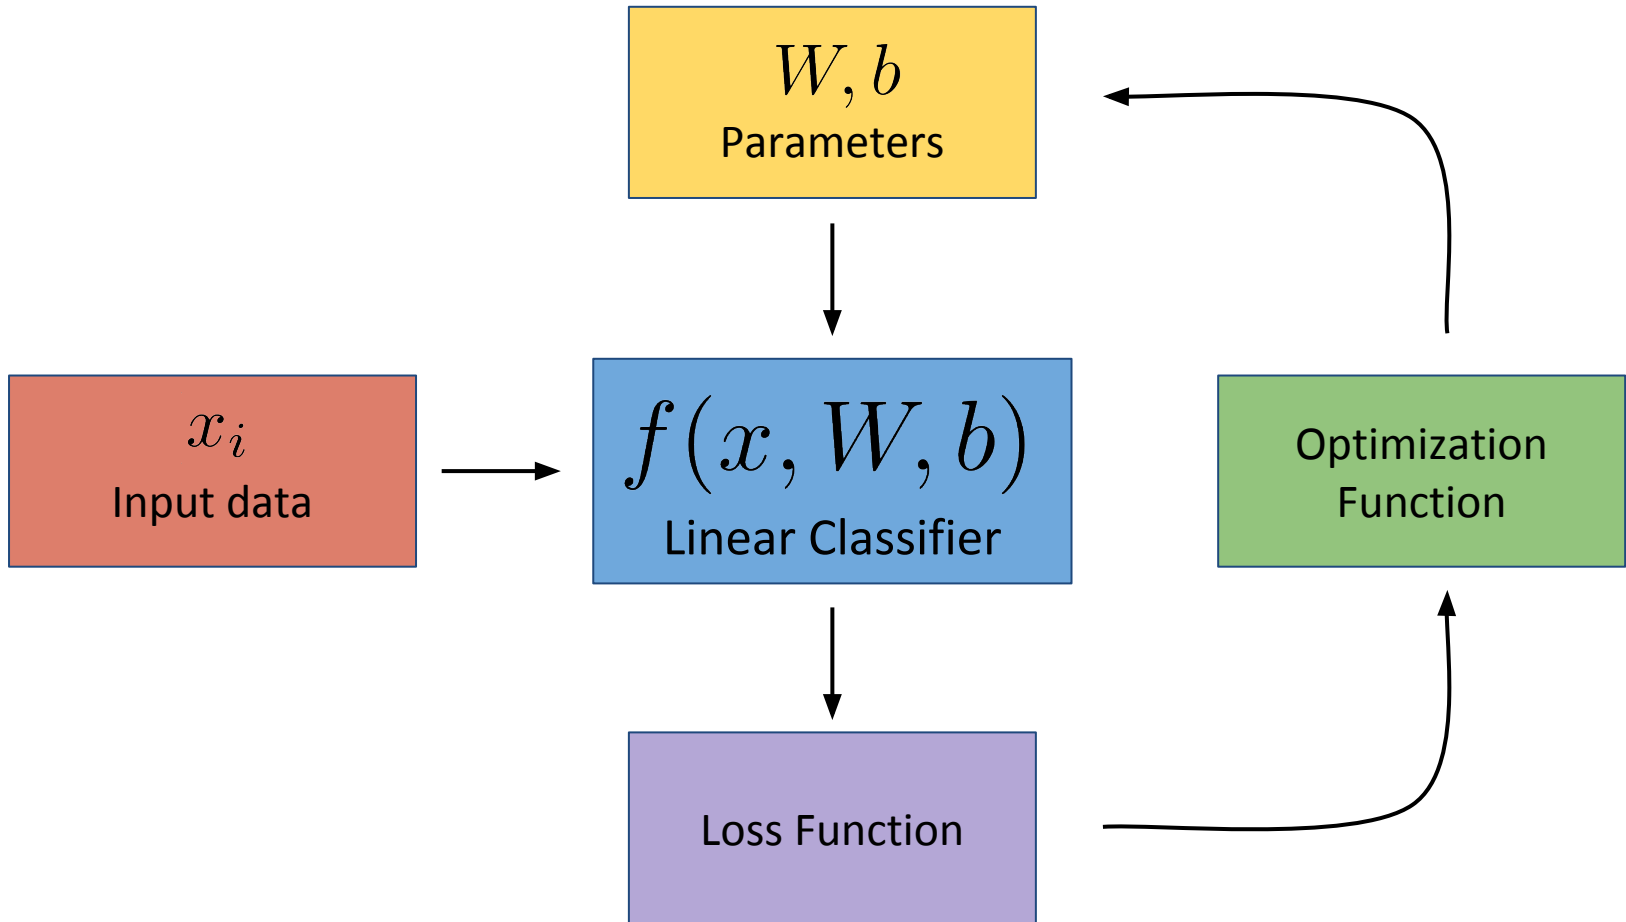 W, b
Parameters
x_i
Input data
f(x, W, b)
Linear Classifier
Optimization
Function
Loss Function